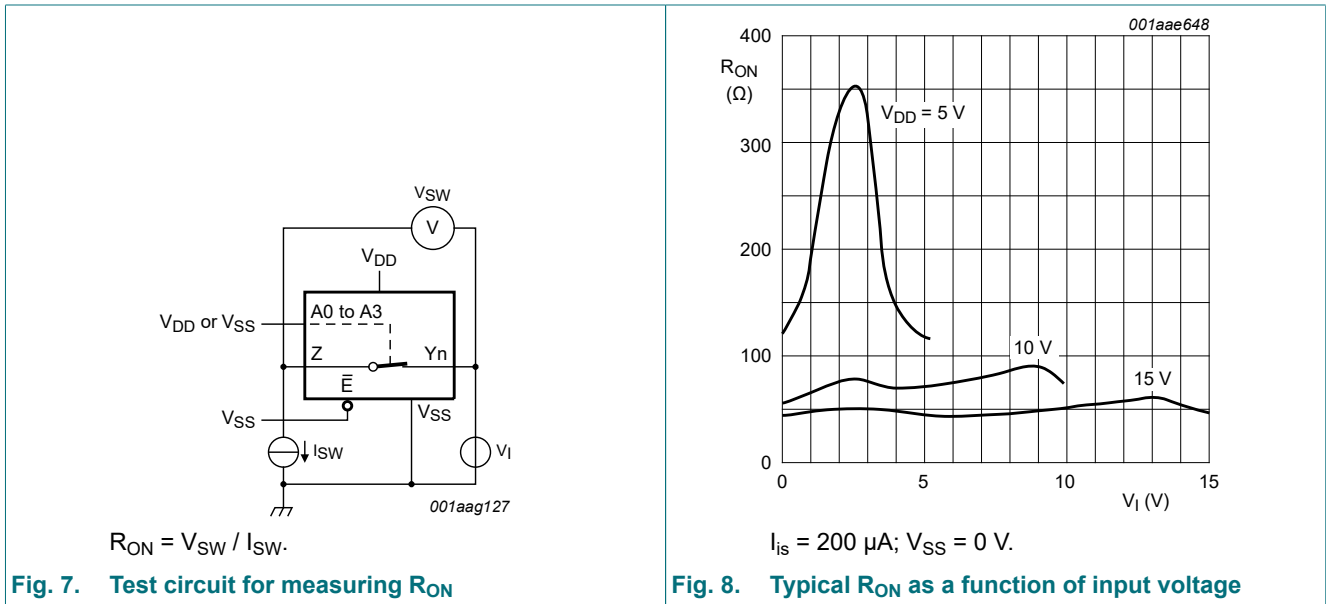 VSW
V
VDD
VDD or VSS
A0 to A3
Z
Yn
E̅
VSS
VSS
ISW
VI
001aag127
RON = VSW / ISW.
Fig. 7. Test circuit for measuring RON
001aae648
400
RON
(Ω)
VDD = 5 V
300
200
100
10 V
15 V
0
0
5
10
15
VI (V)
Iis = 200 µA; VSS = 0 V.
Fig. 8. Typical RON as a function of input voltage